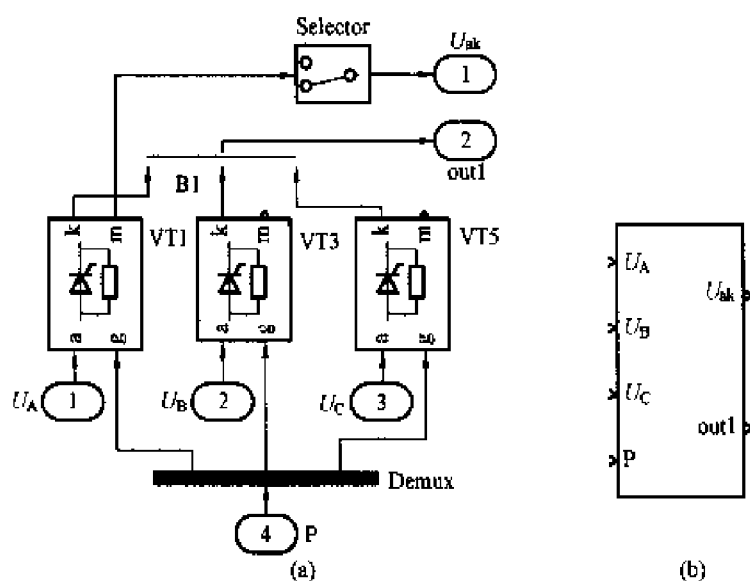 Selector
U_ak
1
2
out1
B1
k
m
VT1
k
m
VT3
k
m
VT5
a
g
a
g
a
g
U_A
1
U_B
2
U_C
3
Demux
4
P
(a)
U_A
U_B
U_C
P
U_ak
out1
(b)